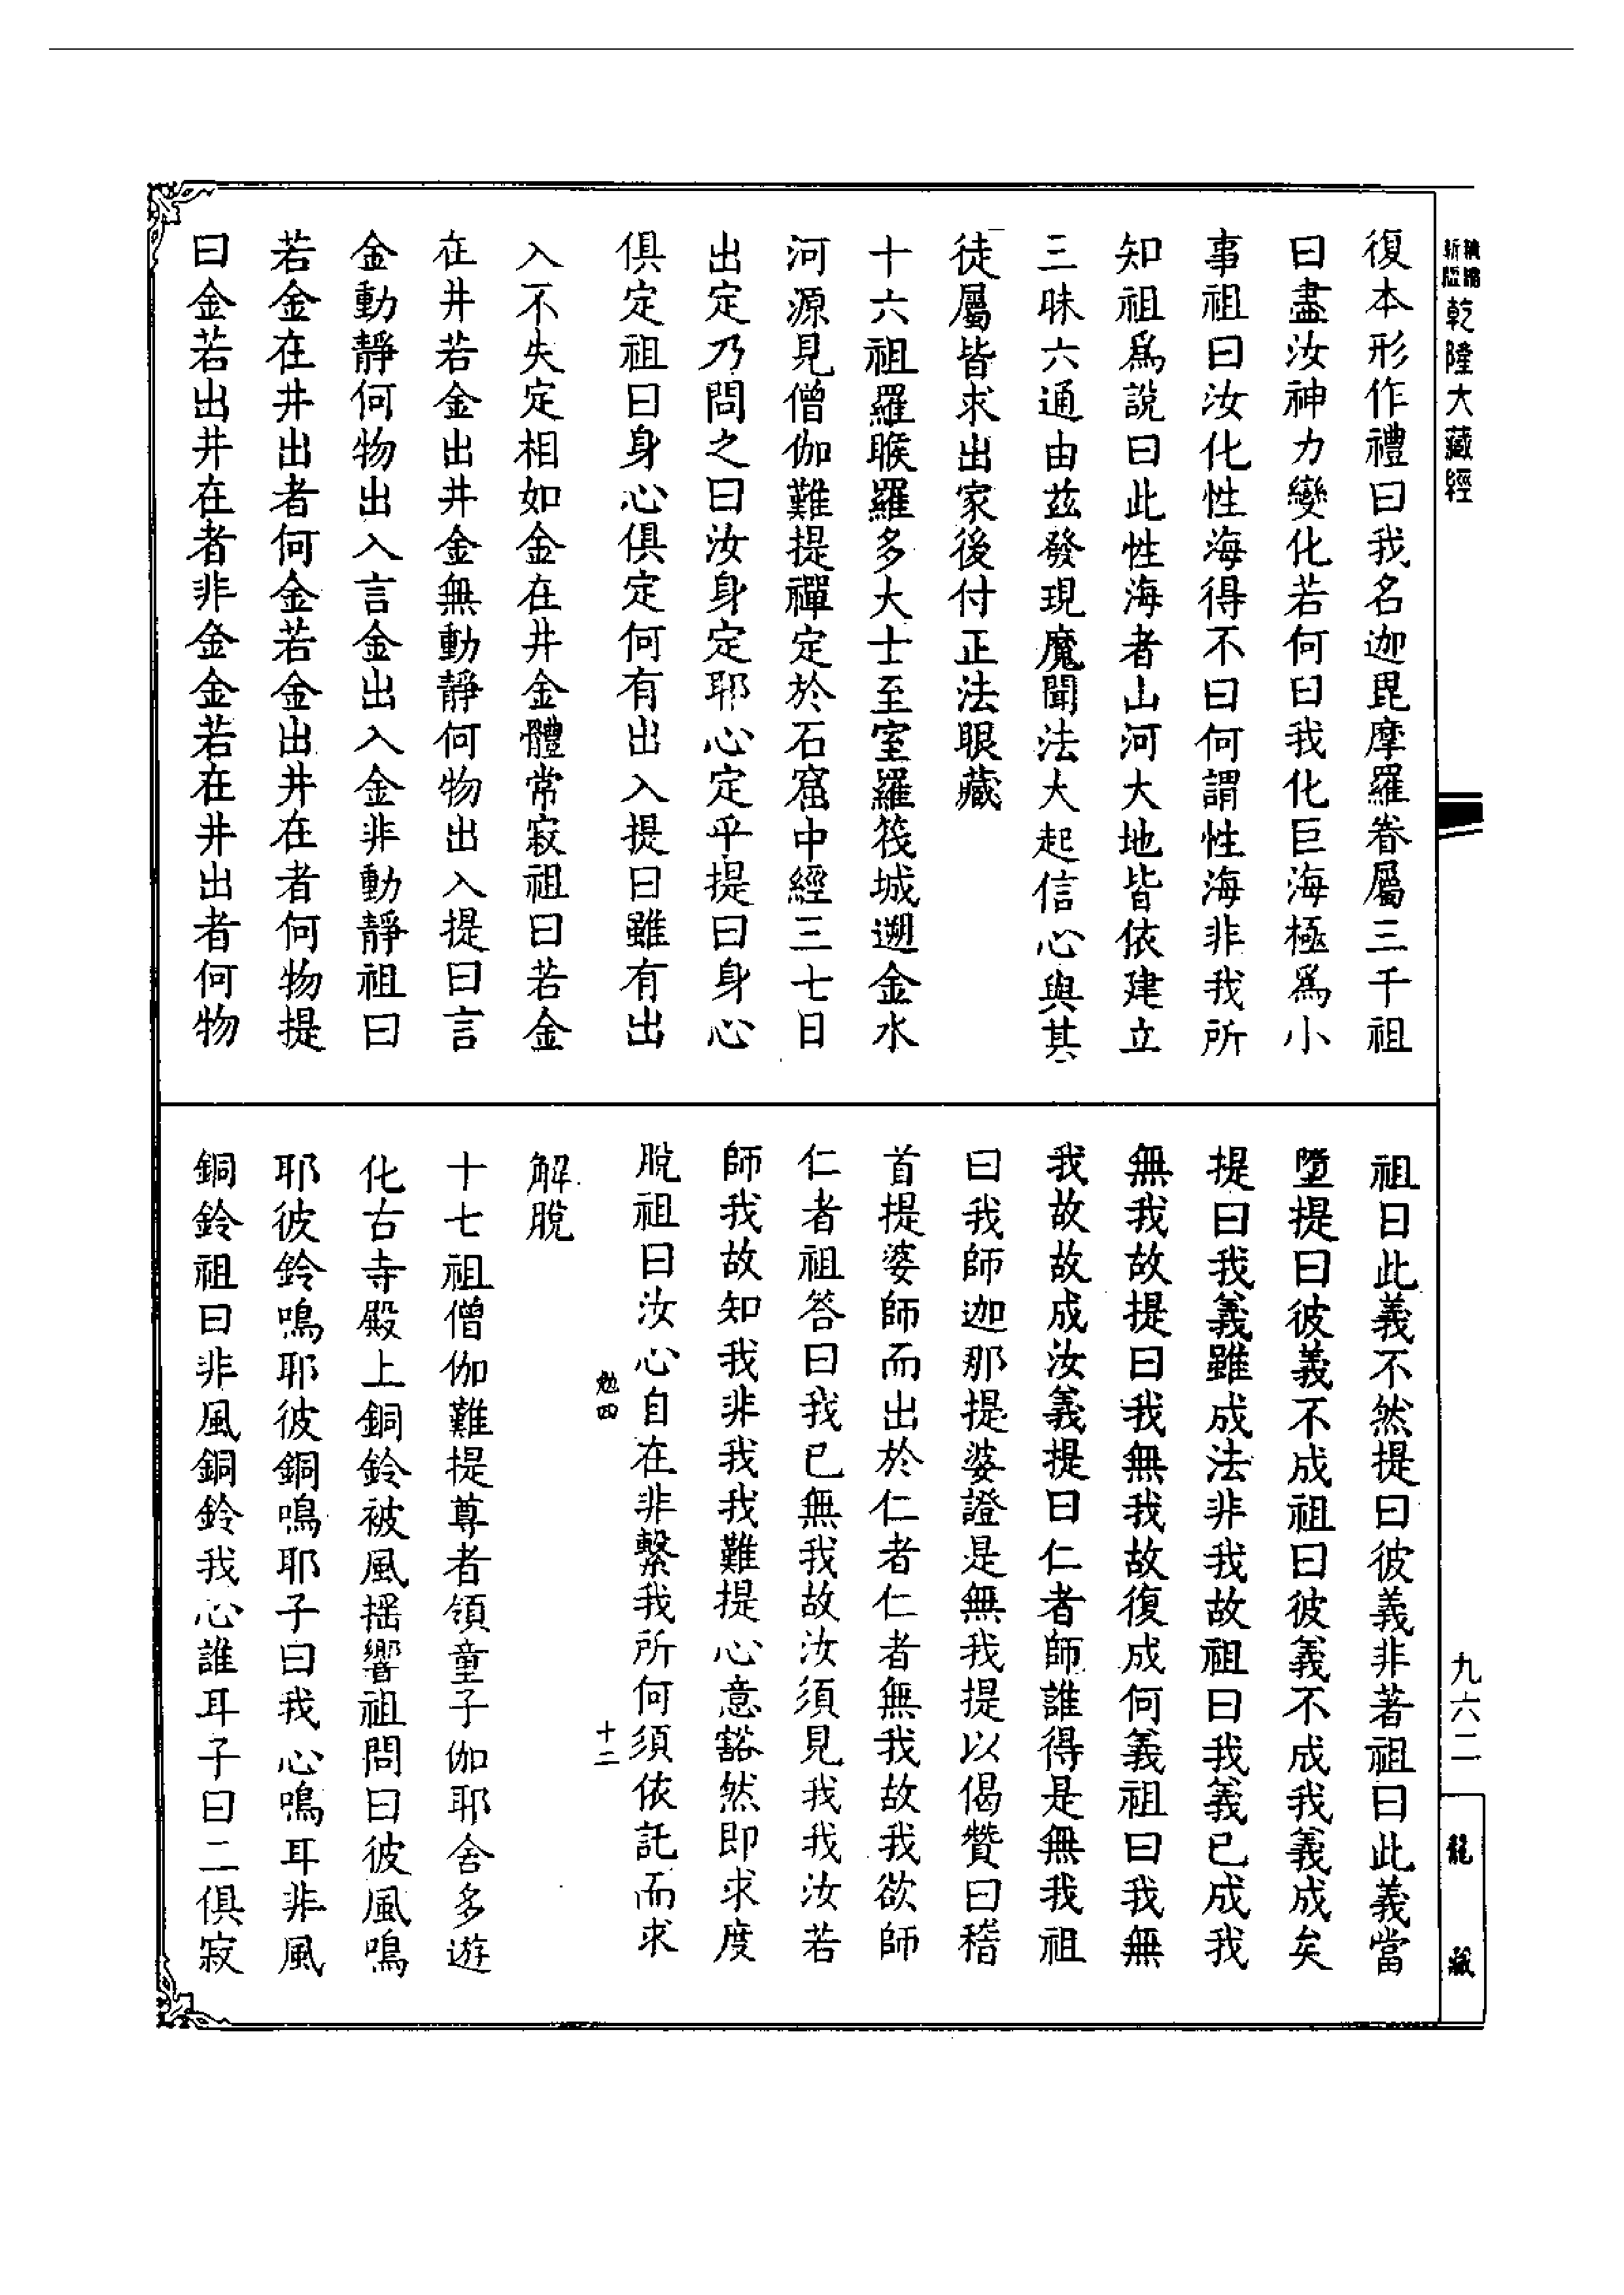 乾隆大藏經
復本形作禮曰我名迦毘摩羅眷屬三千祖
曰盡汝神力變化若何曰我化巨海極爲小
事祖曰汝化性海得不曰何謂性海非我所
知祖爲說曰此性海者山河大地皆依建立
三昧六通由茲發現魔聞法大起信心與其
徒屬皆求出家後付正法眼藏
十六祖羅睺羅多大士至室羅筏城遡金水
河源見僧伽難提禪定於石窟中經三七日
出定乃問之曰汝身定耶心定乎提曰身心
俱定祖曰身心俱定何有出入提曰雖有出
入不失定相如金在井金體常寂祖曰若金
在井若金出井金無動靜何物出入提曰言
金動靜何物出入言金出入金非動靜祖曰
若金在井出者何金若金出井在者何物提
曰金若出井在者非金金若在井出者何物
祖曰此義不然提曰彼義非著祖曰此義當
墮提曰彼義不成祖曰彼義不成我義成矣
提曰我義雖成法非我故祖曰我義已成我
無我故提曰我無我故復成何義祖曰我無
我故故成汝義提曰仁者師誰得是無我祖
曰我師迦那提婆證是無我提以偈贊曰稽
首提婆師而出於仁者仁者無我故我欲師
仁者祖答曰我已無我故汝須見我我汝若
師我故知我非我我難提心意豁然即求度
脫祖曰汝心自在非繫我所何須依託而求
勉四
十二
解脫
十七祖僧伽難提尊者領童子伽耶舍多遊
化古寺殿上銅鈴被風搖響祖問曰彼風鳴
耶彼鈴鳴耶彼銅鳴耶子曰我心鳴耳非風
銅鈴祖曰非風銅鈴我心誰耳子曰二俱寂
九六二
龍藏